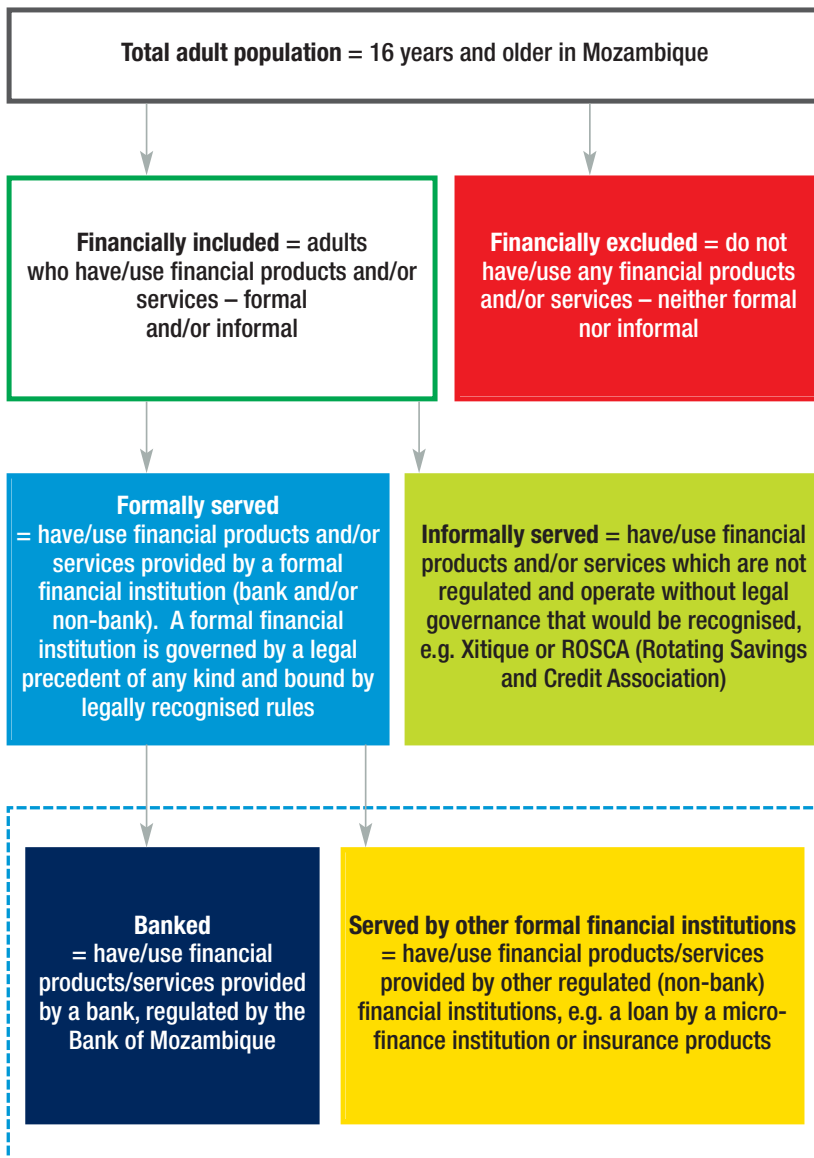 Total adult population = 16 years and older in Mozambique
Financially included = adults
who have/use financial products and/or
services – formal
and/or informal
Financially excluded = do not
have/use any financial products
and/or services – neither formal
nor informal
Formally served
= have/use financial products and/or
services provided by a formal
financial institution (bank and/or
non-bank). A formal financial
institution is governed by a legal
precedent of any kind and bound by
legally recognised rules
Informally served = have/use financial
products and/or services which are not
regulated and operate without legal
governance that would be recognised,
e.g. Xitique or ROSCA (Rotating Savings
and Credit Association)
Banked
= have/use financial
products/services provided
by a bank, regulated by the
Bank of Mozambique
Served by other formal financial institutions
= have/use financial products/services
provided by other regulated (non-bank)
financial institutions, e.g. a loan by a micro-
finance institution or insurance products